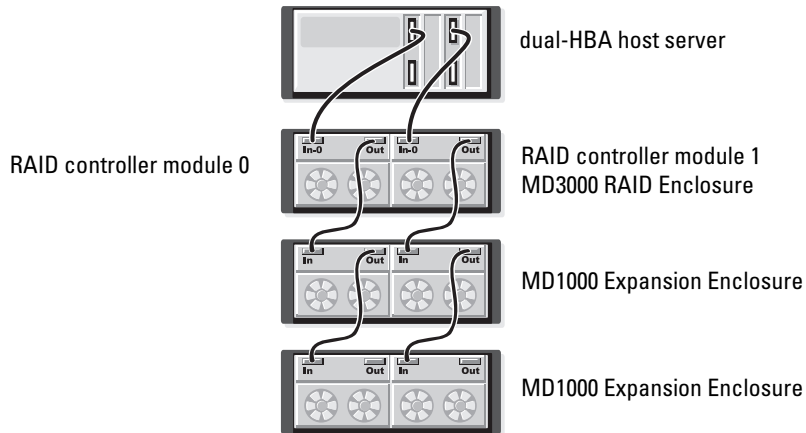 dual-HBA host server
In-0 Out In-0 Out
RAID controller module 0
RAID controller module 1
MD3000 RAID Enclosure
In Out In Out
MD1000 Expansion Enclosure
In Out In Out
MD1000 Expansion Enclosure